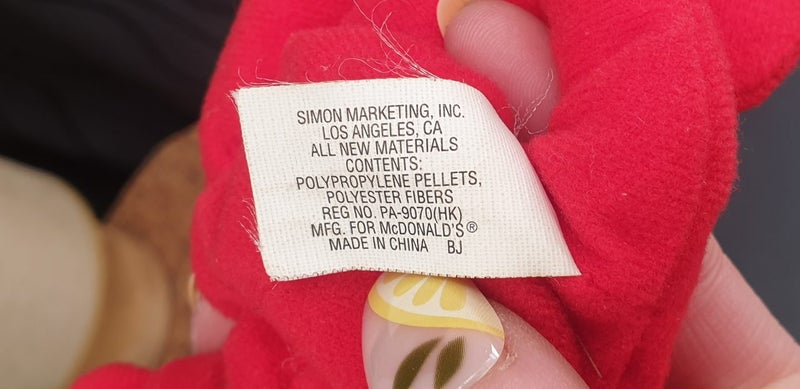 SIMON MARKETING, INC.
LOS ANGELES, CA
ALL NEW MATERIALS
CONTENTS:
POLYPROPYLENE PELLETS,
POLYESTER FIBERS
REG NO. PA-9070(HK)
MFG. FOR McDONALD'S®
MADE IN CHINA BJ